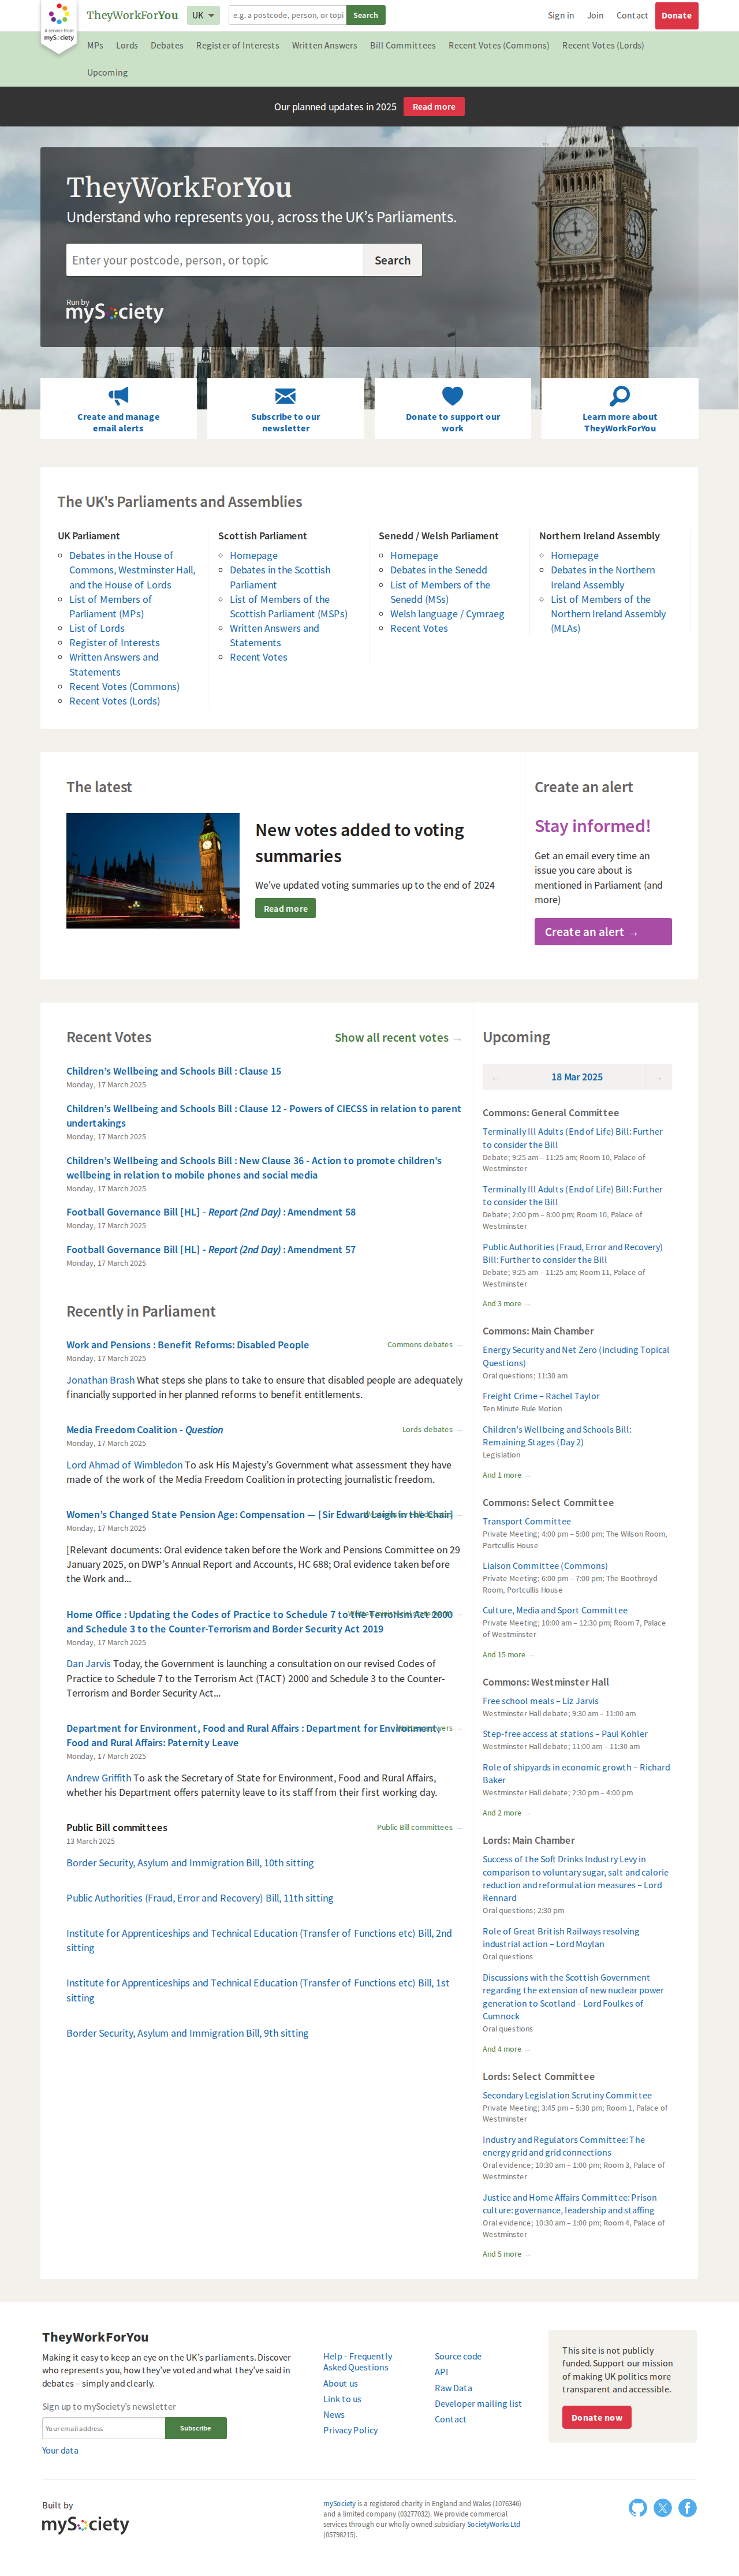 A service from
mySociety
TheyWorkForYou
UK
e.g. a postcode, person, or topi
Search
Sign in
Join
Contact
Donate
MPs
Lords
Debates
Register of Interests
Written Answers
Bill Committees
Recent Votes (Commons)
Recent Votes (Lords)
Upcoming
Our planned updates in 2025
Read more
TheyWorkForYou
Understand who represents you, across the UK’s Parliaments.
Enter your postcode, person, or topic
Search
Run by
mySociety
Create and manage
email alerts
Subscribe to our
newsletter
Donate to support our
work
Learn more about
TheyWorkForYou
The UK's Parliaments and Assemblies
UK Parliament
Debates in the House of
Commons, Westminster Hall,
and the House of Lords
List of Members of
Parliament (MPs)
List of Lords
Register of Interests
Written Answers and
Statements
Recent Votes (Commons)
Recent Votes (Lords)
Scottish Parliament
Homepage
Debates in the Scottish
Parliament
List of Members of the
Scottish Parliament (MSPs)
Written Answers and
Statements
Recent Votes
Senedd / Welsh Parliament
Homepage
Debates in the Senedd
List of Members of the
Senedd (MSs)
Welsh language / Cymraeg
Recent Votes
Northern Ireland Assembly
Homepage
Debates in the Northern
Ireland Assembly
List of Members of the
Northern Ireland Assembly
(MLAs)
The latest
New votes added to voting
summaries
We've updated voting summaries up to the end of 2024
Read more
Create an alert
Stay informed!
Get an email every time an
issue you care about is
mentioned in Parliament (and
more)
Create an alert →
Recent Votes
Show all recent votes →
Children's Wellbeing and Schools Bill : Clause 15
Monday, 17 March 2025
Children's Wellbeing and Schools Bill : Clause 12 - Powers of CIECSS in relation to parent
undertakings
Monday, 17 March 2025
Children's Wellbeing and Schools Bill : New Clause 36 - Action to promote children's
wellbeing in relation to mobile phones and social media
Monday, 17 March 2025
Football Governance Bill [HL] - Report (2nd Day) : Amendment 58
Monday, 17 March 2025
Football Governance Bill [HL] - Report (2nd Day) : Amendment 57
Monday, 17 March 2025
Recently in Parliament
Work and Pensions : Benefit Reforms: Disabled People
Commons debates →
Monday, 17 March 2025
Jonathan Brash What steps she plans to take to ensure that disabled people are adequately
financially supported in her planned reforms to benefit entitlements.
Media Freedom Coalition - Question
Lords debates →
Monday, 17 March 2025
Lord Ahmad of Wimbledon To ask His Majesty's Government what assessment they have
made of the work of the Media Freedom Coalition in protecting journalistic freedom.
Women’s Changed State Pension Age: Compensation — [Sir Edward Leigh in the Chair]
Monday, 17 March 2025
[Relevant documents: Oral evidence taken before the Work and Pensions Committee on 29
January 2025, on DWP's Annual Report and Accounts, HC 688; Oral evidence taken before
the Work and...
Home Office : Updating the Codes of Practice to Schedule 7 to the Terrorism Act 2000
and Schedule 3 to the Counter-Terrorism and Border Security Act 2019
Monday, 17 March 2025
Dan Jarvis Today, the Government is launching a consultation on our revised Codes of
Practice to Schedule 7 to the Terrorism Act (TACT) 2000 and Schedule 3 to the Counter-
Terrorism and Border Security Act...
Department for Environment, Food and Rural Affairs : Department for Environment,
Food and Rural Affairs: Paternity Leave
Monday, 17 March 2025
Andrew Griffith To ask the Secretary of State for Environment, Food and Rural Affairs,
whether his Department offers paternity leave to its staff from their first working day.
Public Bill committees
Public Bill committees →
13 March 2025
Border Security, Asylum and Immigration Bill, 10th sitting
Public Authorities (Fraud, Error and Recovery) Bill, 11th sitting
Institute for Apprenticeships and Technical Education (Transfer of Functions etc) Bill, 2nd
sitting
Institute for Apprenticeships and Technical Education (Transfer of Functions etc) Bill, 1st
sitting
Border Security, Asylum and Immigration Bill, 9th sitting
Upcoming
← 18 Mar 2025 →
Commons: General Committee
Terminally Ill Adults (End of Life) Bill: Further
to consider the Bill
Debate; 9:25 am – 11:25 am; Room 10, Palace of
Westminster
Terminally Ill Adults (End of Life) Bill: Further
to consider the Bill
Debate; 2:00 pm – 8:00 pm; Room 10, Palace of
Westminster
Public Authorities (Fraud, Error and Recovery)
Bill: Further to consider the Bill
Debate; 9:25 am – 11:25 am; Room 11, Palace of
Westminster
And 3 more →
Commons: Main Chamber
Energy Security and Net Zero (including Topical
Questions)
Oral questions; 11:30 am
Freight Crime – Rachel Taylor
Ten Minute Rule Motion
Children's Wellbeing and Schools Bill:
Remaining Stages (Day 2)
Legislation
And 1 more →
Commons: Select Committee
Transport Committee
Private Meeting; 4:00 pm – 5:00 pm; The Wilson Room,
Portcullis House
Liaison Committee (Commons)
Private Meeting; 6:00 pm – 7:00 pm; The Boothroyd
Room, Portcullis House
Culture, Media and Sport Committee
Private Meeting; 10:00 am – 12:30 pm; Room 7, Palace
of Westminster
And 15 more →
Commons: Westminster Hall
Free school meals – Liz Jarvis
Westminster Hall debate; 9:30 am – 11:00 am
Step-free access at stations – Paul Kohler
Westminster Hall debate; 11:00 am – 11:30 am
Role of shipyards in economic growth – Richard
Baker
Westminster Hall debate; 2:30 pm – 4:00 pm
And 2 more →
Lords: Main Chamber
Success of the Soft Drinks Industry Levy in
comparison to voluntary sugar, salt and calorie
reduction and reformulation measures – Lord
Rennard
Oral questions; 2:30 pm
Role of Great British Railways resolving
industrial action – Lord Moylan
Oral questions
Discussions with the Scottish Government
regarding the extension of new nuclear power
generation to Scotland – Lord Foulkes of
Cumnock
Oral questions
And 4 more →
Lords: Select Committee
Secondary Legislation Scrutiny Committee
Private Meeting; 3:45 pm – 5:30 pm; Room 1, Palace of
Westminster
Industry and Regulators Committee: The
energy grid and grid connections
Oral evidence; 10:30 am – 1:00 pm; Room 3, Palace of
Westminster
Justice and Home Affairs Committee: Prison
culture: governance, leadership and staffing
Oral evidence; 10:30 am – 1:00 pm; Room 4, Palace of
Westminster
And 5 more →
TheyWorkForYou
Making it easy to keep an eye on the UK’s parliaments. Discover
who represents you, how they’ve voted and what they’ve said in
debates – simply and clearly.
Sign up to mySociety’s newsletter
Your email address
Subscribe
Your data
Help - Frequently
Asked Questions
About us
Link to us
News
Privacy Policy
Source code
API
Raw Data
Developer mailing list
Contact
This site is not publicly
funded. Support our mission
of making UK politics more
transparent and accessible.
Donate now
Built by
mySociety
mySociety is a registered charity in England and Wales (1076346)
and a limited company (03277032). We provide commercial
services through our wholly owned subsidiary SocietyWorks Ltd
(05798215).